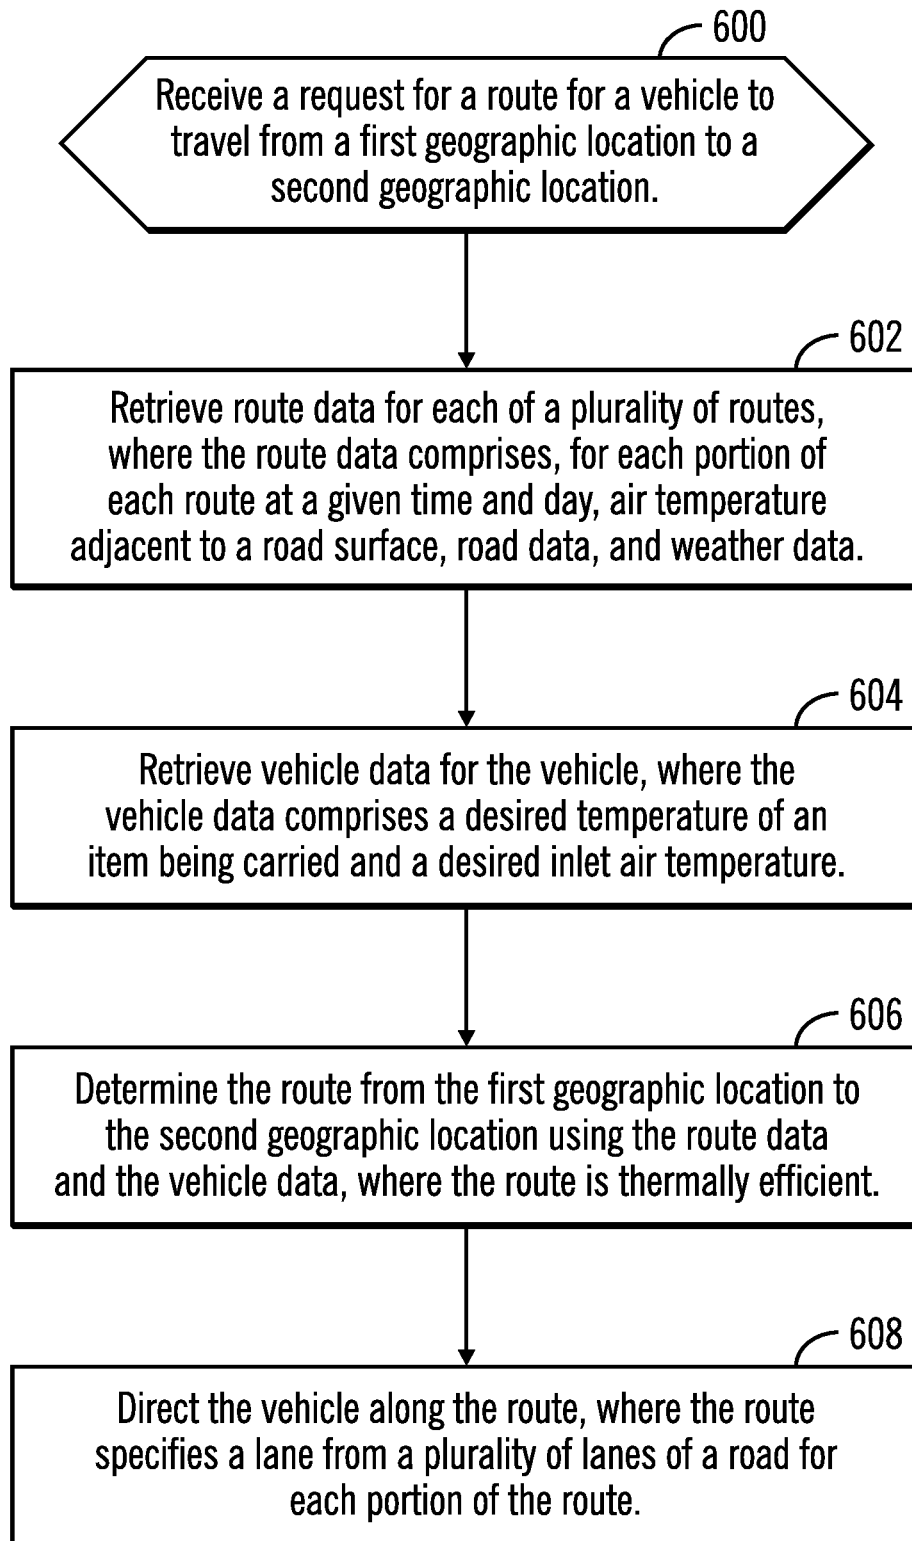 600
Receive a request for a route for a vehicle to
travel from a first geographic location to a
second geographic location.
602
Retrieve route data for each of a plurality of routes,
where the route data comprises, for each portion of
each route at a given time and day, air temperature
adjacent to a road surface, road data, and weather data.
604
Retrieve vehicle data for the vehicle, where the
vehicle data comprises a desired temperature of an
item being carried and a desired inlet air temperature.
606
Determine the route from the first geographic location to
the second geographic location using the route data
and the vehicle data, where the route is thermally efficient.
608
Direct the vehicle along the route, where the route
specifies a lane from a plurality of lanes of a road for
each portion of the route.